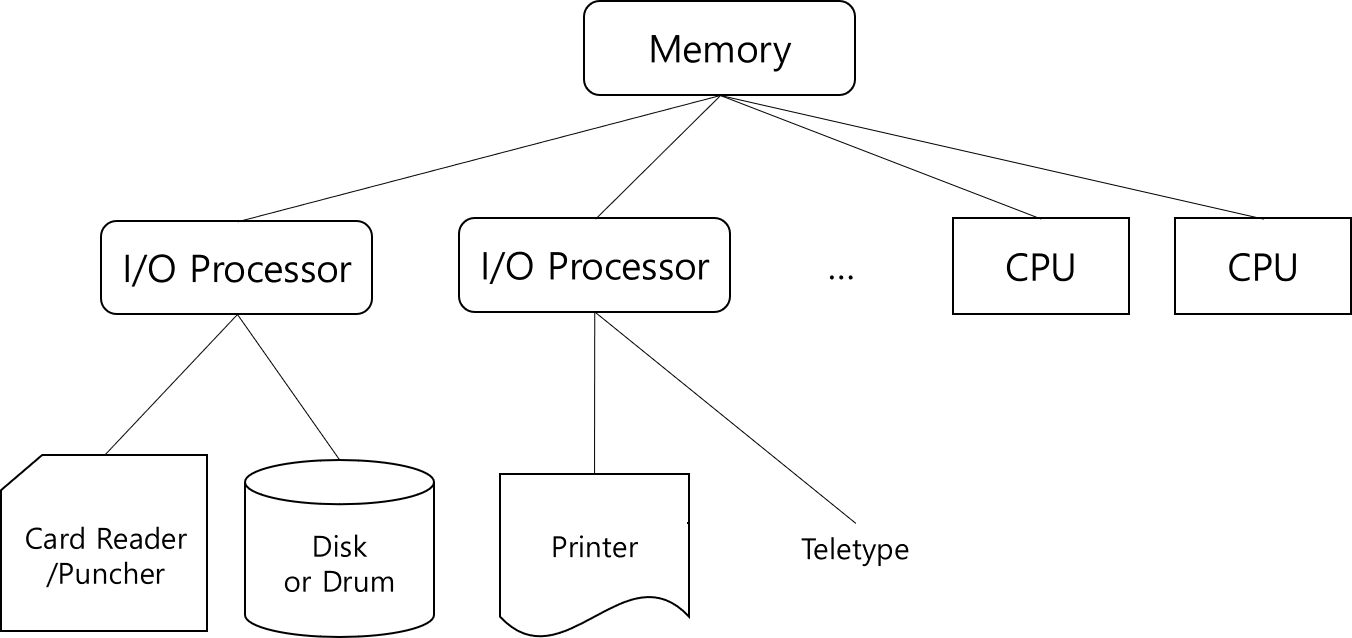 Memory
I/O Processor
I/O Processor
...
CPU
CPU
Card Reader
/Puncher
Disk
or Drum
Printer
Teletype